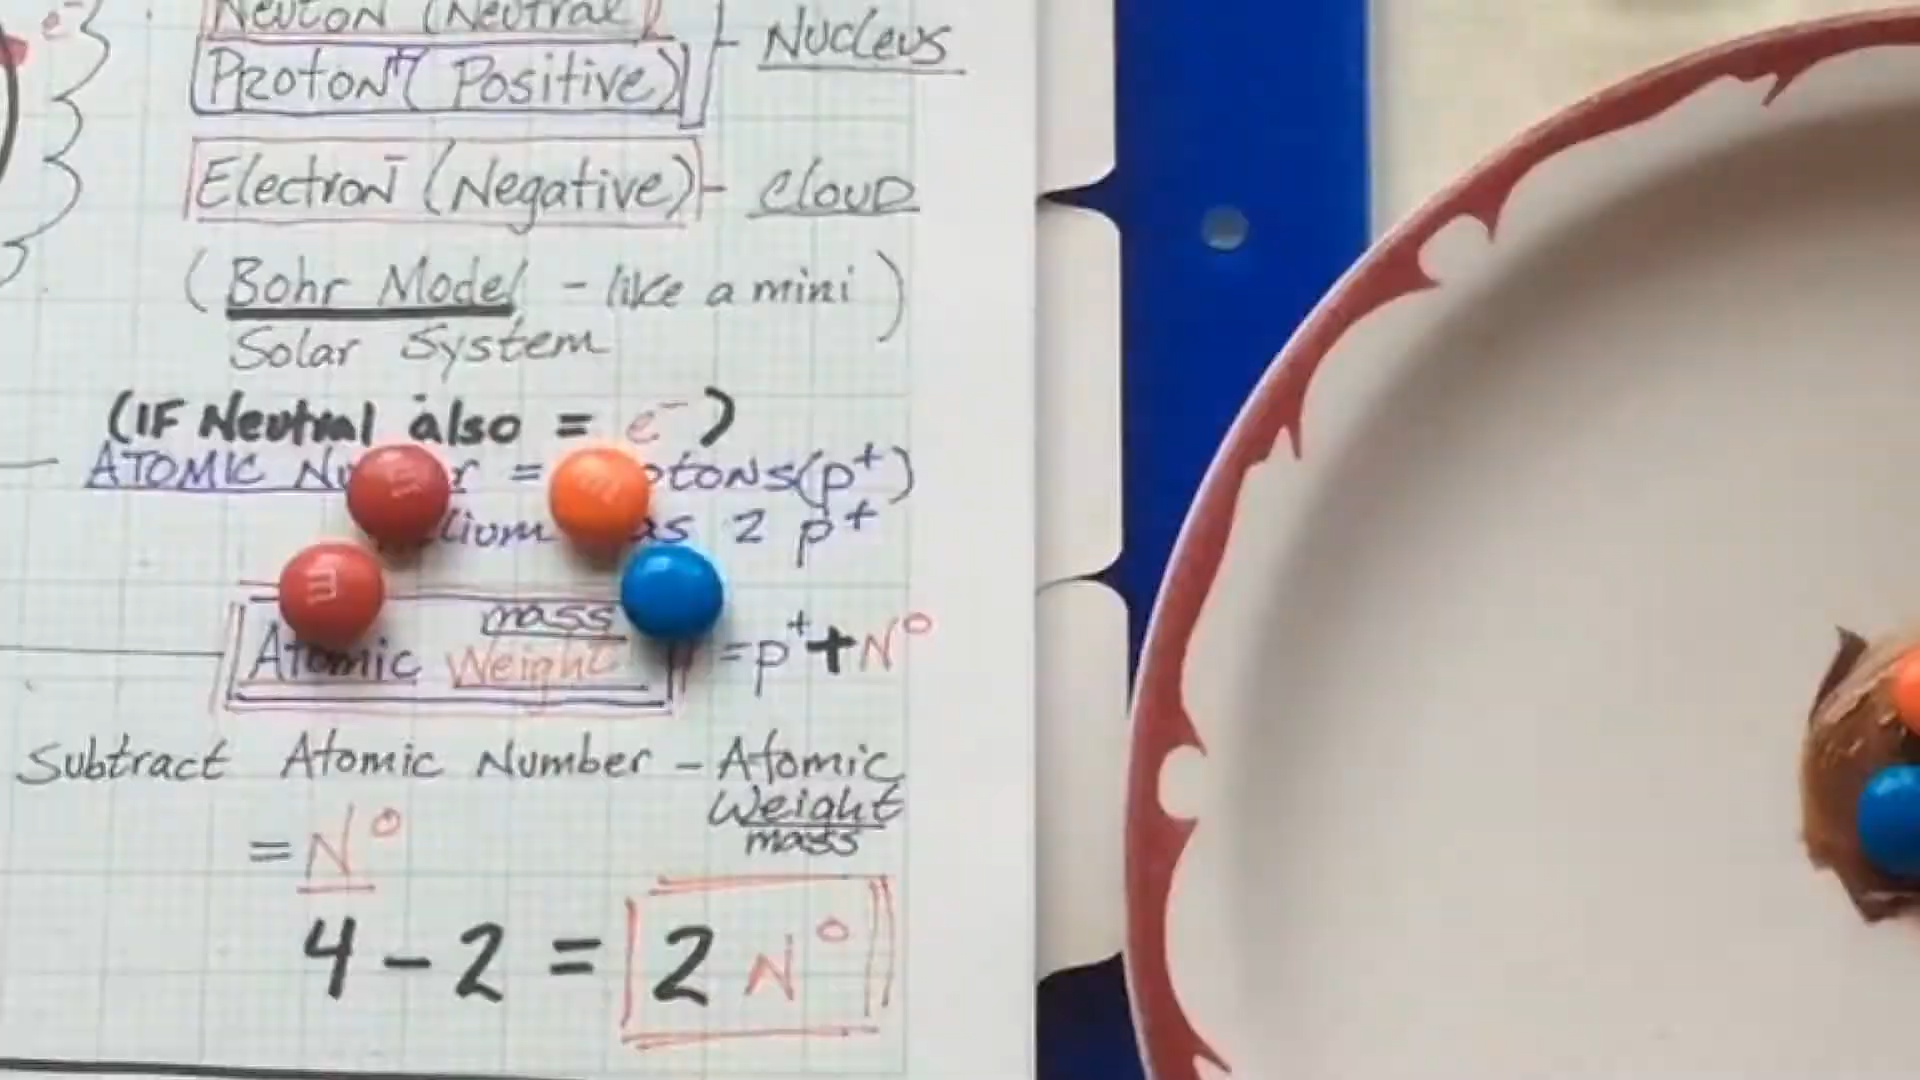 e-
Neutron (Neutral)
Proton+ (Positive)
Nucleus
Electron- (Negative) - Cloud
(Bohr Model - like a mini)
Solar System
(IF Neutral also = e-)
ATOMIC = p+)
as 2 p+
mass
Atomic Weight = p+ + N°
Subtract Atomic Number - Atomic
Weight
mass
= N°
4 - 2 = 2 N°